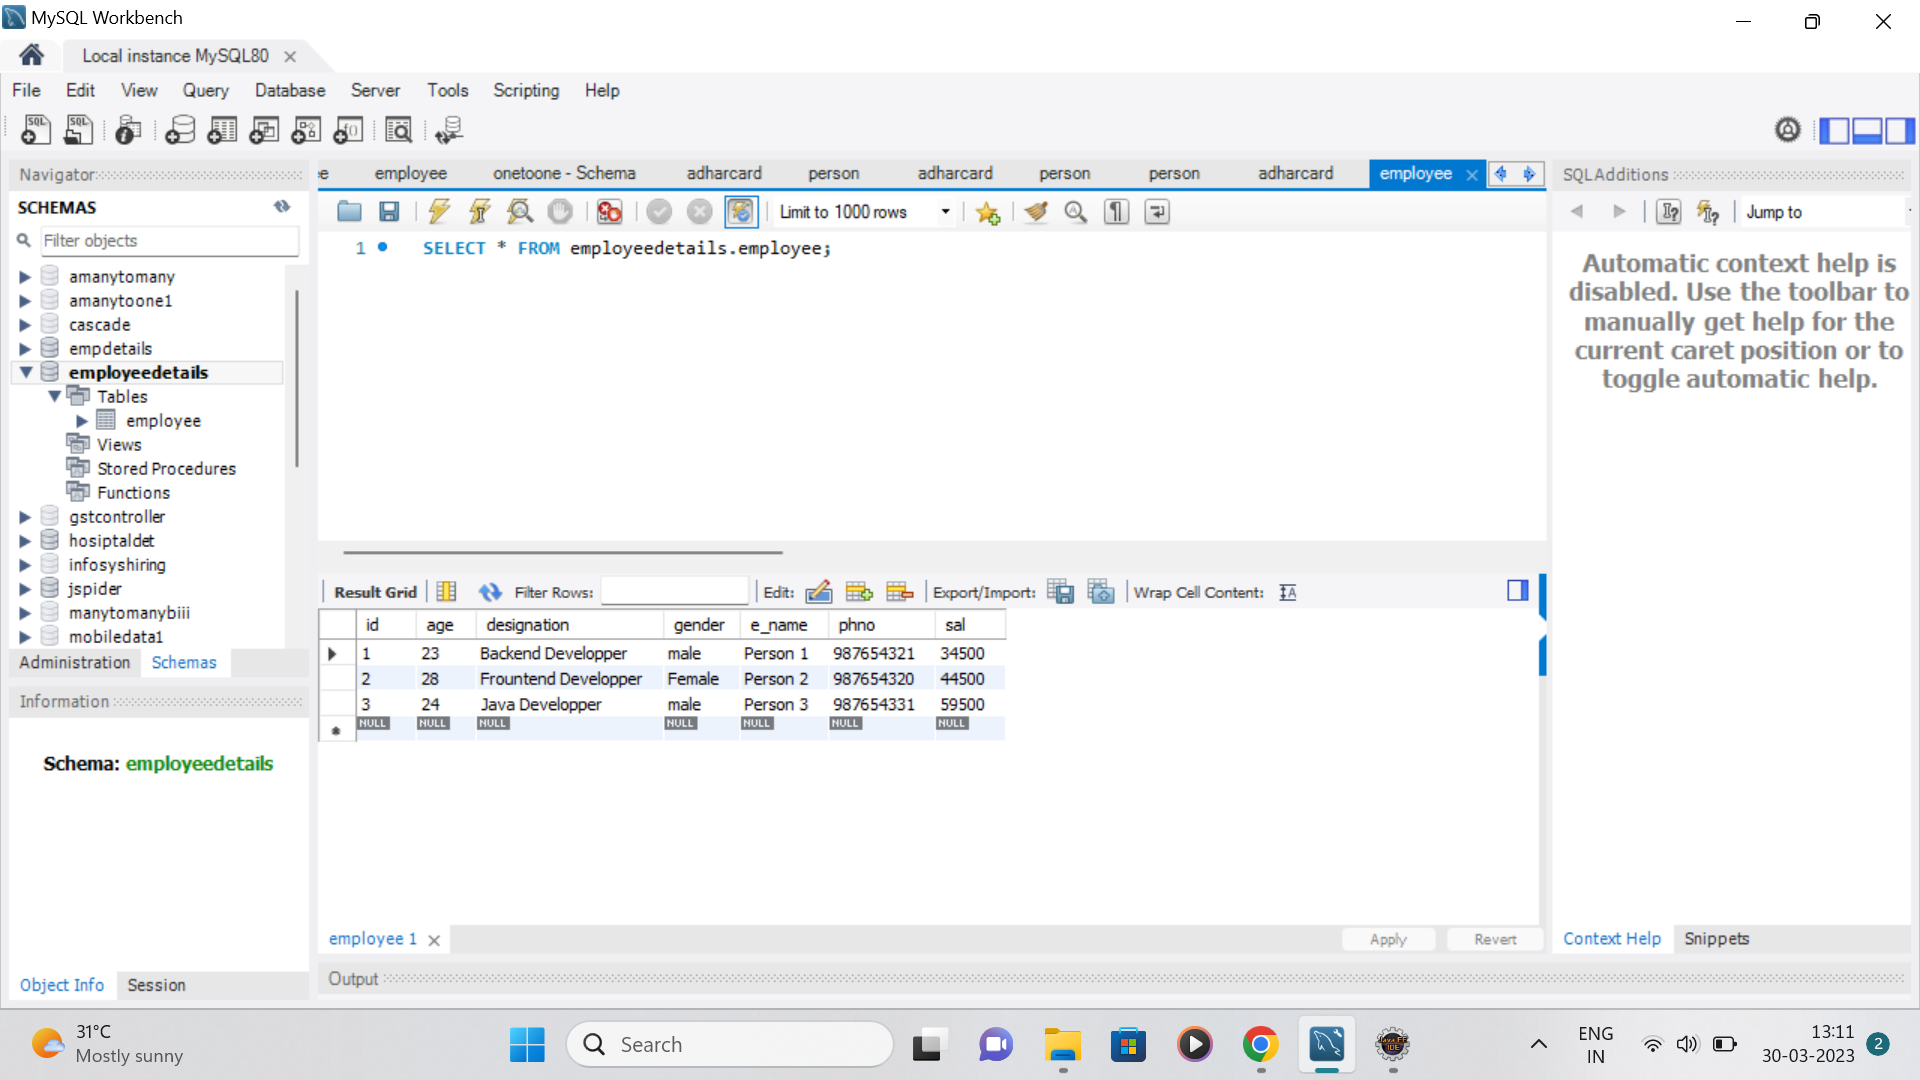 MySQL Workbench
Local instance MySQL80
File Edit View Query Database Server Tools Scripting Help
Navigator
SCHEMAS
Filter objects
amanytomany
amanytoone1
cascade
empdetails
employeedetails
Tables
employee
Views
Stored Procedures
Functions
gstcontroller
hosiptaldet
infosyshiring
jspider
manytomanybiii
mobiledata1
Administration Schemas
Information
Schema: employeedetails
Object Info Session
ee employee onetoone - Schema adharcard person adharcard person person adharcard employee
Limit to 1000 rows
1 SELECT * FROM employeedetails.employee;
Result Grid Filter Rows: Edit: Export/Import: Wrap Cell Content:
id age designation gender e_name phno sal
1 23 Backend Developper male Person 1 987654321 34500
2 28 Frountend Developper Female Person 2 987654320 44500
3 24 Java Developper male Person 3 987654331 59500
NULL NULL NULL NULL NULL NULL NULL
employee 1
Apply Revert
Output
SQLAdditions
Jump to
Automatic context help is
disabled. Use the toolbar to
manually get help for the
current caret position or to
toggle automatic help.
Context Help Snippets
31°C
Mostly sunny
Search
ENG
IN
13:11
30-03-2023
2